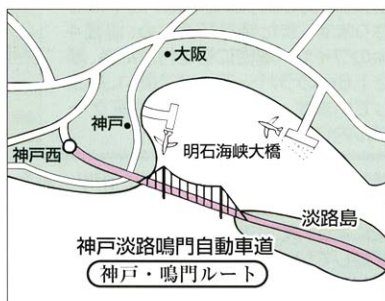 大阪
神戸
神戸西
明石海峡大橋
淡路島
神戸淡路鳴門自動車道
神戸・鳴門ルート